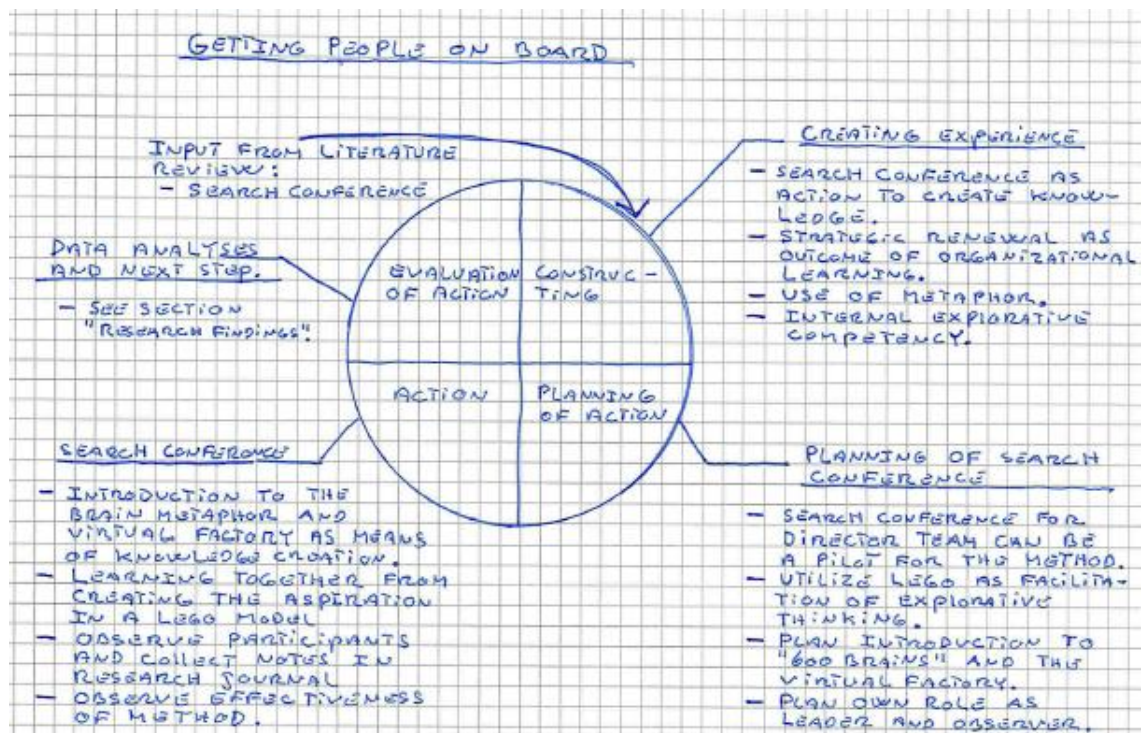 GETTING PEOPLE ON BOARD
INPUT FROM LITERATURE
REVIEW:
- SEARCH CONFERENCE
DATA ANALYSES
AND NEXT STEP.
- SEE SECTION
"RESEARCH FINDINGS".
EVALUATION
OF ACTION
CONSTRUC-
TING
ACTION
PLANNING
OF ACTION
CREATING EXPERIENCE
- SEARCH CONFERENCE AS
ACTION TO CREATE KNOW-
LEDGE.
- STRATEGIC RENEWAL AS
OUTCOME OF ORGANIZATIONAL
LEARNING.
- USE OF METAPHOR.
- INTERNAL EXPLORATIVE
COMPETENCY.
SEARCH CONFERENCE
- INTRODUCTION TO THE
BRAIN METAPHOR AND
VIRTUAL FACTORY AS MEANS
OF KNOWLEDGE CREATION.
- LEARNING TOGETHER FROM
CREATING THE ASPIRATION
IN A LEGO MODEL
- OBSERVE PARTICIPANTS
AND COLLECT NOTES IN
RESEARCH JOURNAL
- OBSERVE EFFECTIVENESS
OF METHOD.
PLANNING OF SEARCH
CONFERENCE
- SEARCH CONFERENCE FOR
DIRECTOR TEAM CAN BE
A PILOT FOR THE METHOD.
- UTILIZE LEGO AS FACILITA-
TION OF EXPLORATIVE
THINKING.
- PLAN INTRODUCTION TO
"600 BRAINS" AND THE
VIRTUAL FACTORY.
- PLAN OWN ROLE AS
LEADER AND OBSERVER.